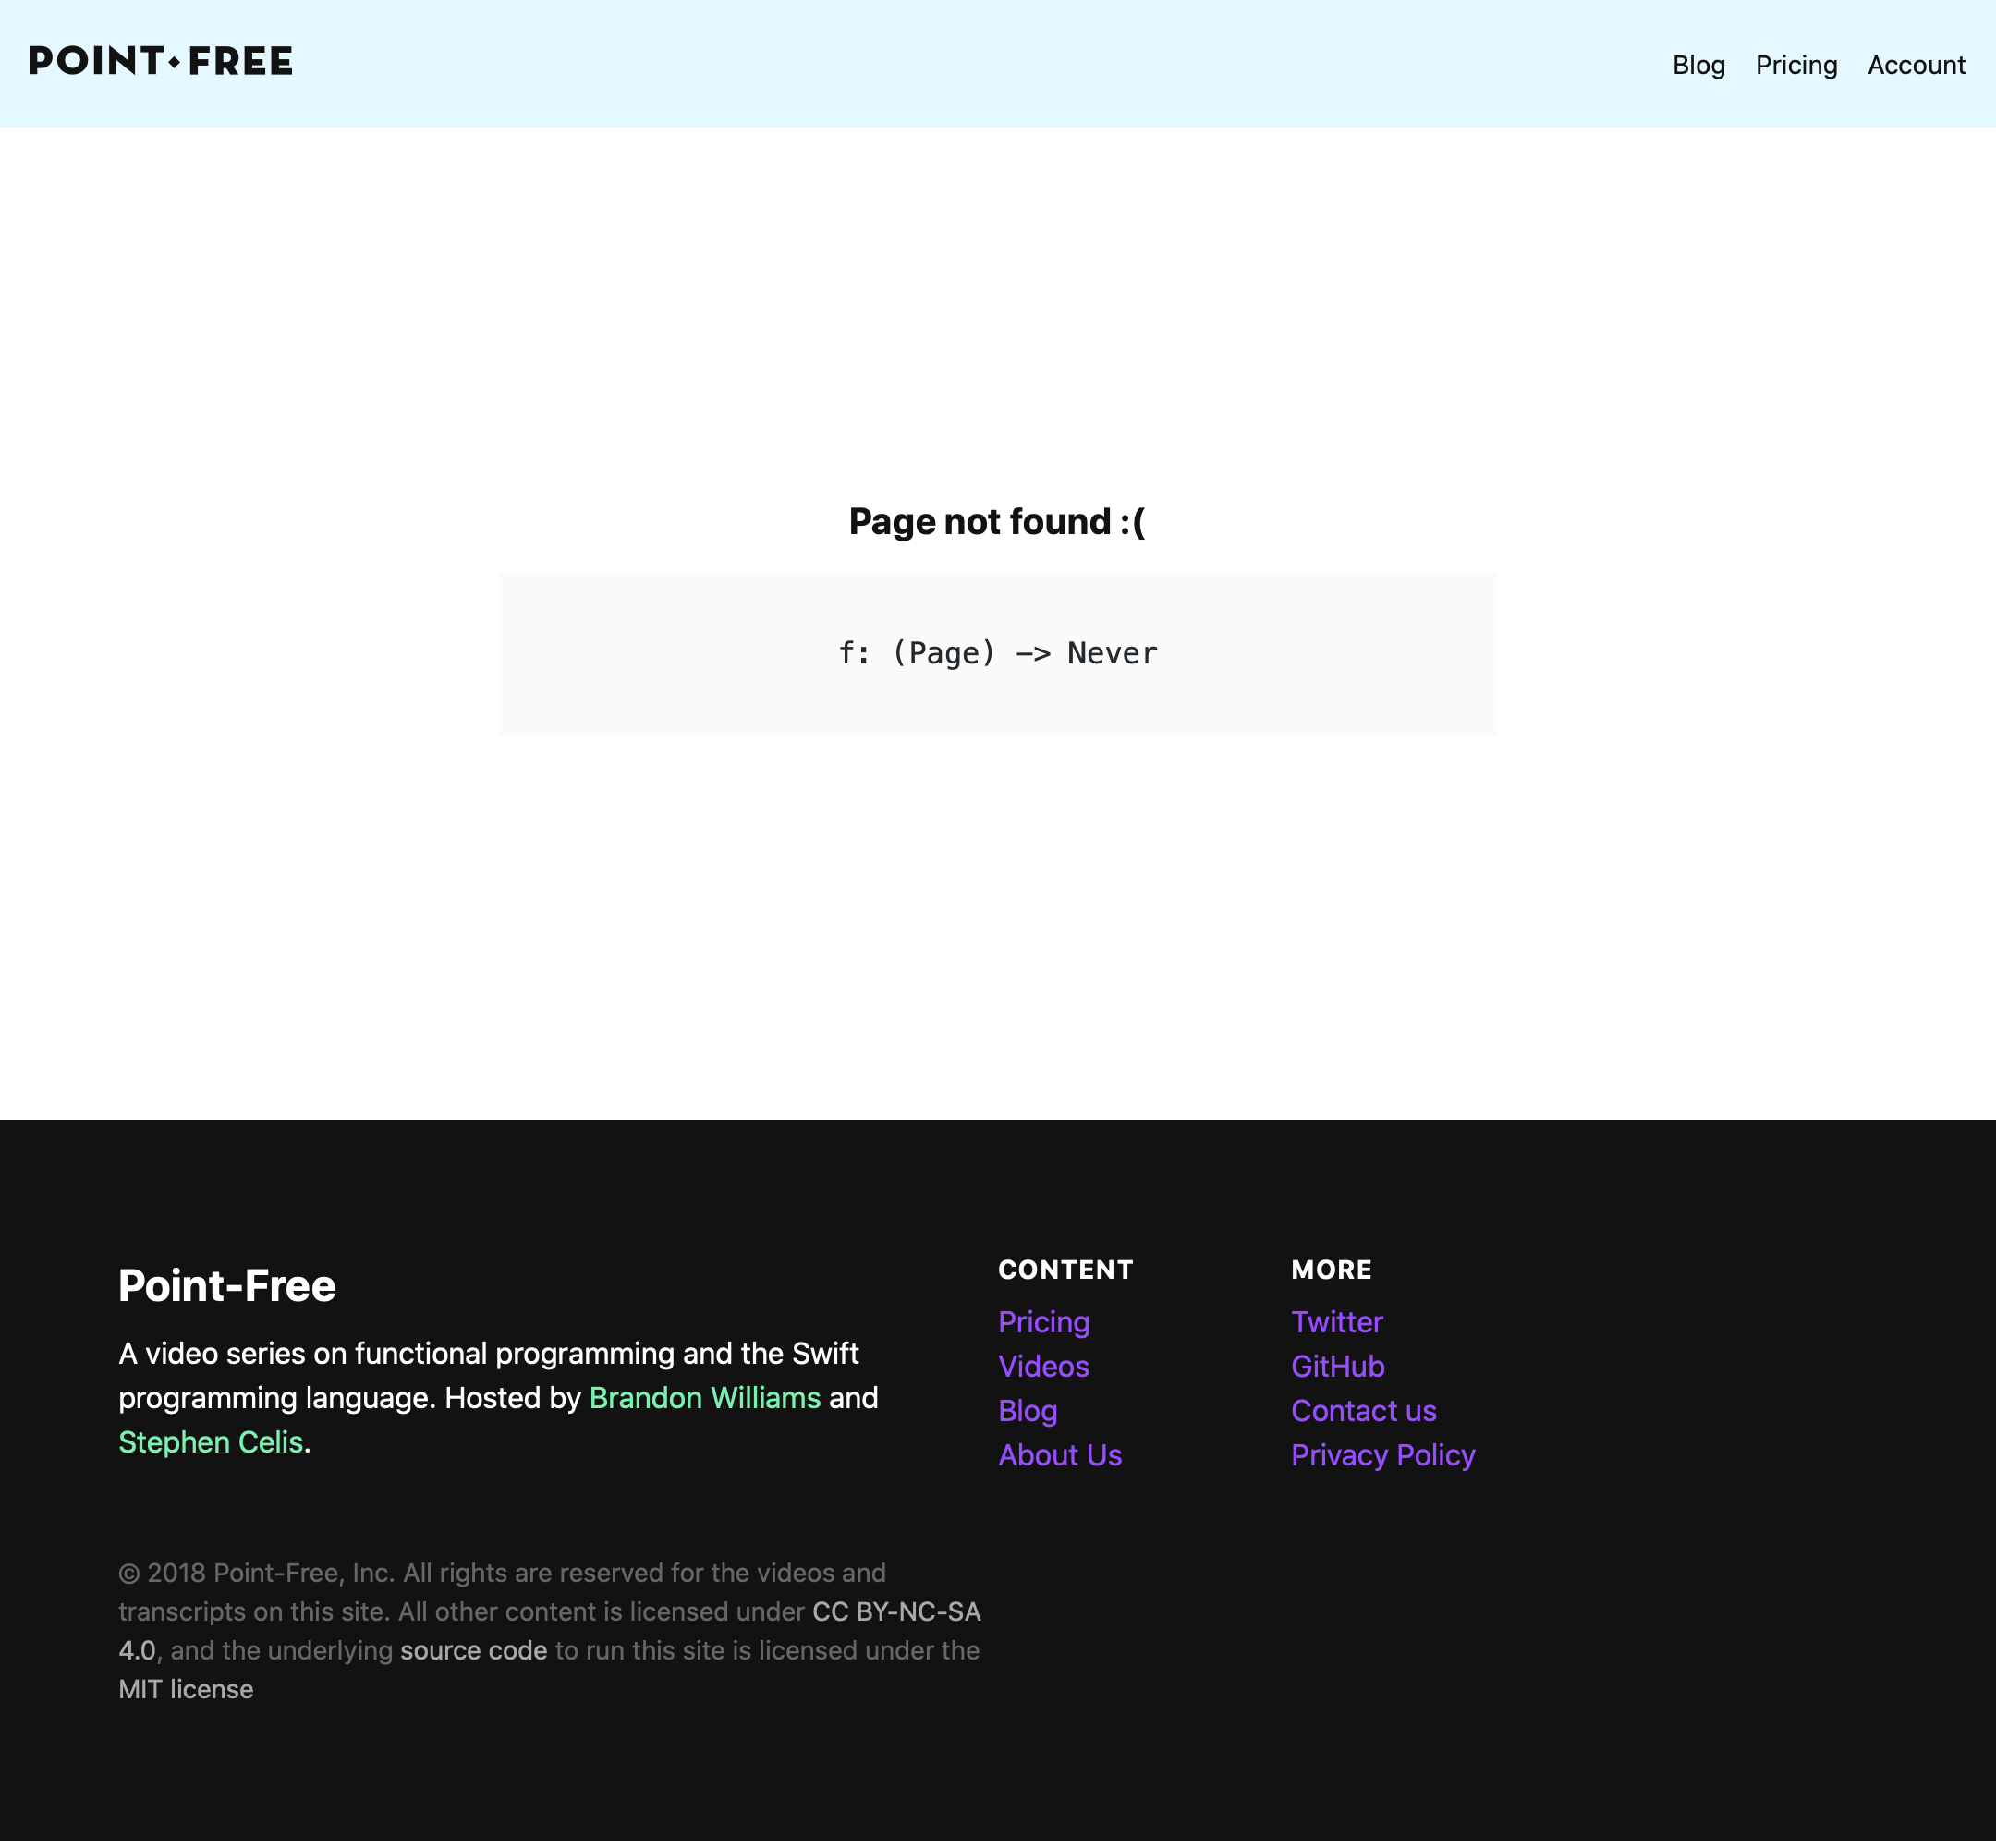 POINT⬥FREE
Blog Pricing Account
Page not found :(
f: (Page) -> Never
Point-Free
A video series on functional programming and the Swift
programming language. Hosted by Brandon Williams and
Stephen Celis.
CONTENT
Pricing
Videos
Blog
About Us
MORE
Twitter
GitHub
Contact us
Privacy Policy
© 2018 Point-Free, Inc. All rights are reserved for the videos and
transcripts on this site. All other content is licensed under CC BY-NC-SA
4.0, and the underlying source code to run this site is licensed under the
MIT license